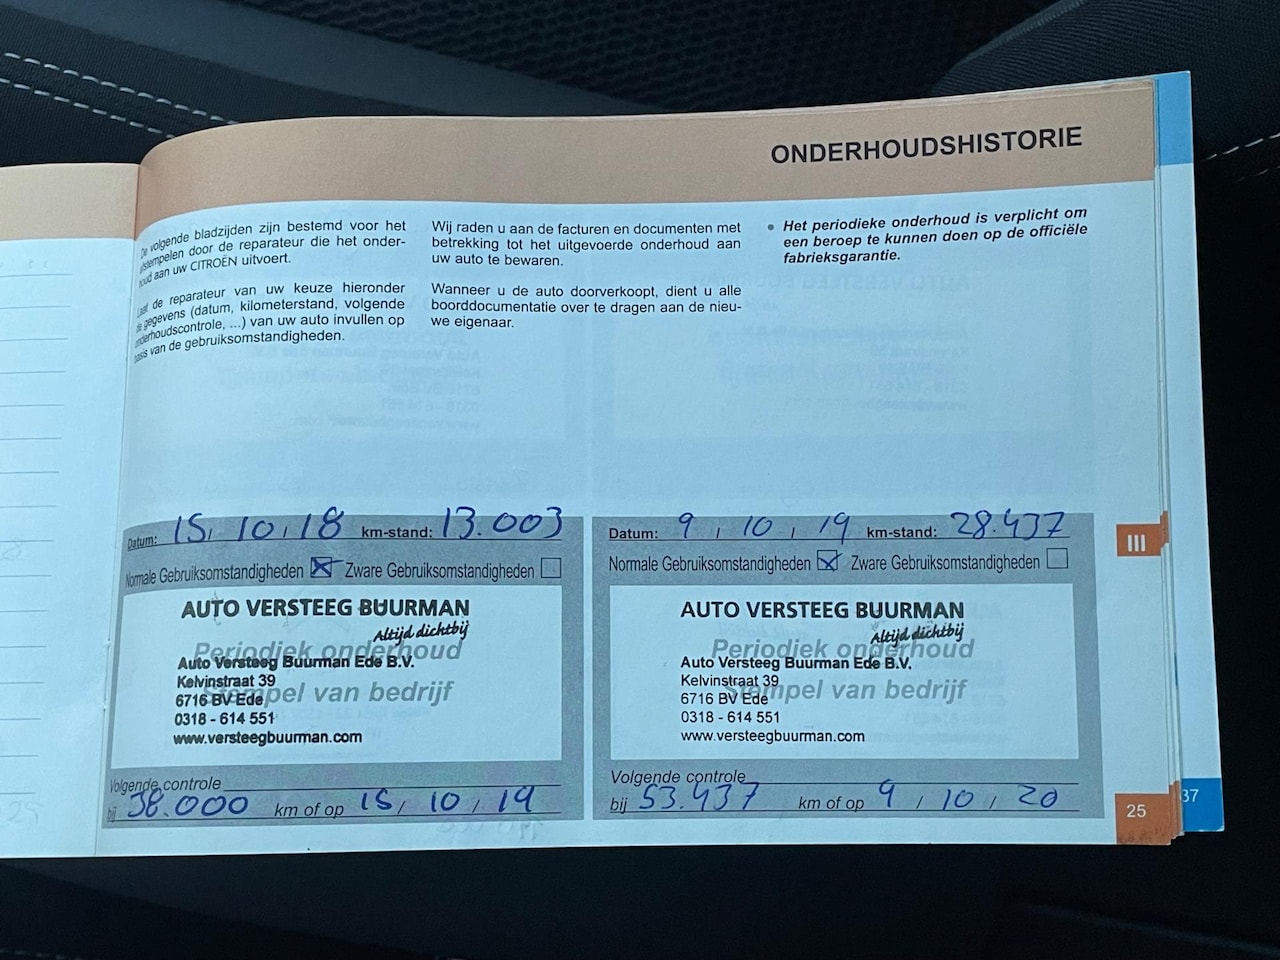 ONDERHOUDSHISTORIE
De volgende bladzijden zijn bestemd voor het
afstempelen door de reparateur die het onder-
houd aan uw CITROËN uitvoert.
Laat de reparateur van uw keuze hieronder
de gegevens (datum, kilometerstand, volgende
onderhoudscontrole, ...) van uw auto invullen op
basis van de gebruiksomstandigheden.
Wij raden u aan de facturen en documenten met
betrekking tot het uitgevoerde onderhoud aan
uw auto te bewaren.
Wanneer u de auto doorverkoopt, dient u alle
boorddocumentatie over te dragen aan de nieu-
we eigenaar.
• Het periodieke onderhoud is verplicht om
een beroep te kunnen doen op de officiële
fabrieksgarantie.
Datum: 15 / 10 / 18 km-stand: 13.003
Normale Gebruiksomstandigheden Zware Gebruiksomstandigheden
AUTO VERSTEEG BUURMAN
Altijd dichtbij
Periodiek onderhoud
Auto Versteeg Buurman Ede B.V.
Kelvinstraat 39
Stempel van bedrijf
6716 BV Ede
0318 - 614 551
www.versteegbuurman.com
Volgende controle
bij 38.000 km of op 15 / 10 / 19
Datum: 9 / 10 / 19 km-stand: 28.437
Normale Gebruiksomstandigheden Zware Gebruiksomstandigheden
AUTO VERSTEEG BUURMAN
Altijd dichtbij
Periodiek onderhoud
Auto Versteeg Buurman Ede B.V.
Kelvinstraat 39
Stempel van bedrijf
6716 BV Ede
0318 - 614 551
www.versteegbuurman.com
Volgende controle
bij 53.437 km of op 9 / 10 / 20
III
25
37